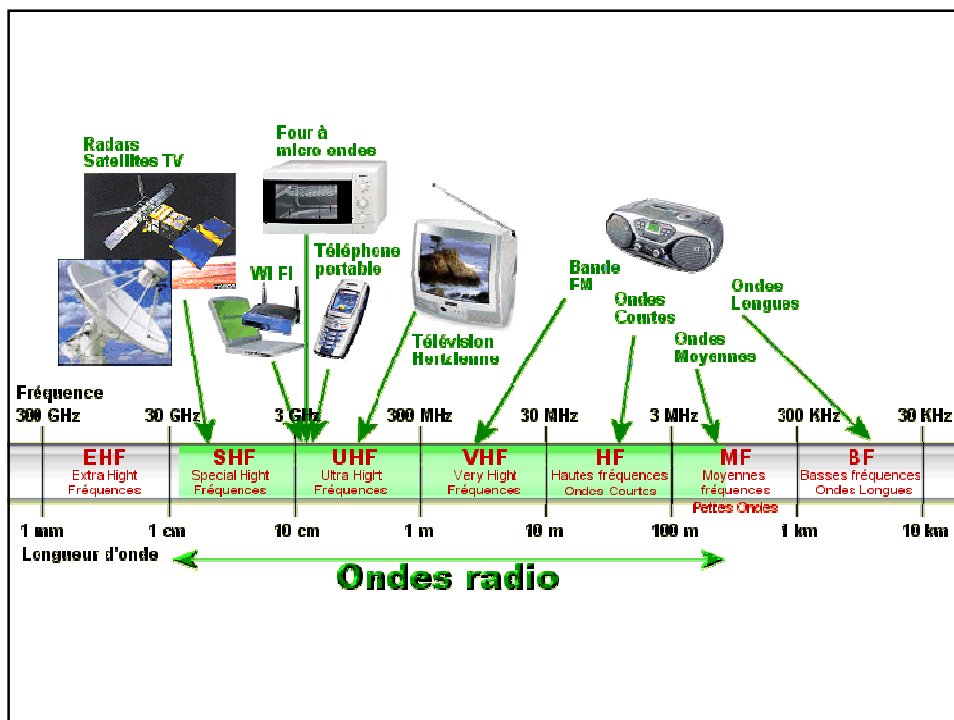 Radars
Satellites TV
Four à
micro ondes
WI FI
Téléphone
portable
Télévision
Hertzienne
Bande
FM
Ondes
Courtes
Ondes
Moyennes
Ondes
Longues
Fréquence
300 GHz 30 GHz 3 GHz 300 MHz 30 MHz 3 MHz 300 KHz 30 KHz
EHF SHF UHF VHF HF MF BF
Extra Hight Special Hight Ultra Hight Very Hight Hautes fréquences Moyennes Basses fréquences
Fréquences Fréquences Fréquences Fréquences Ondes Courtes fréquences Ondes Longues
Petites Ondes
1 mm 1 cm 10 cm 1 m 10 m 100 m 1 km 10 km
Longueur d'onde
Ondes radio